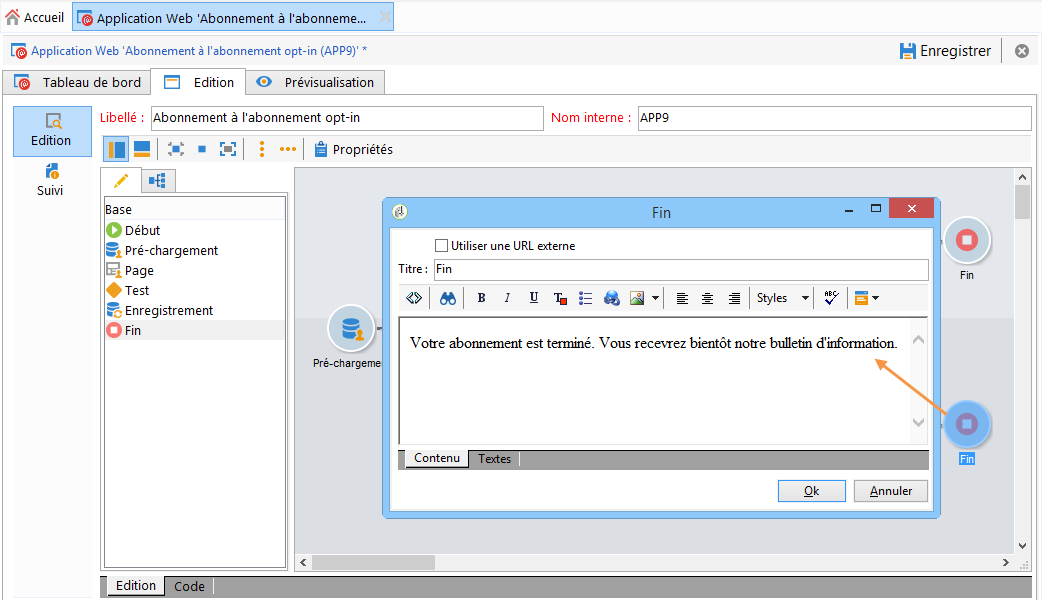 Accueil
Application Web 'Abonnement à l'abonneme...
Application Web 'Abonnement à l'abonnement opt-in (APP9)' *
Enregistrer
Tableau de bord
Edition
Prévisualisation
Edition
Suivi
Libellé :
Abonnement à l'abonnement opt-in
Nom interne :
APP9
Propriétés
Base
Début
Pré-chargement
Page
Test
Enregistrement
Fin
Pré-chargeme
Fin
Utiliser une URL externe
Titre :
Fin
B
I
U
T
Styles
ABC
Votre abonnement est terminé. Vous recevrez bientôt notre bulletin d'information.
Contenu
Textes
Ok
Annuler
Fin
Fin
Edition
Code